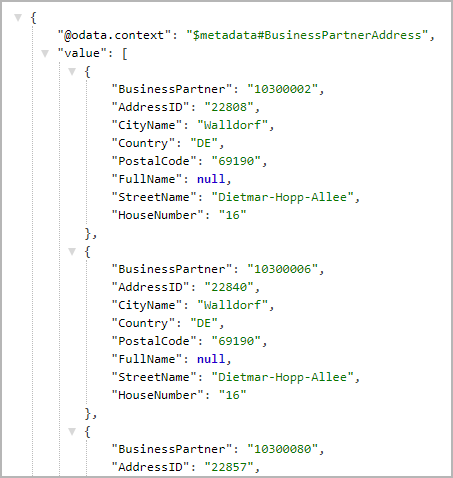 {
"@odata.context": "$metadata#BusinessPartnerAddress",
"value": [
{
"BusinessPartner": "10300002",
"AddressID": "22808",
"CityName": "Walldorf",
"Country": "DE",
"PostalCode": "69190",
"FullName": null,
"StreetName": "Dietmar-Hopp-Allee",
"HouseNumber": "16"
},
{
"BusinessPartner": "10300006",
"AddressID": "22840",
"CityName": "Walldorf",
"Country": "DE",
"PostalCode": "69190",
"FullName": null,
"StreetName": "Dietmar-Hopp-Allee",
"HouseNumber": "16"
},
{
"BusinessPartner": "10300080",
"AddressID": "22857",